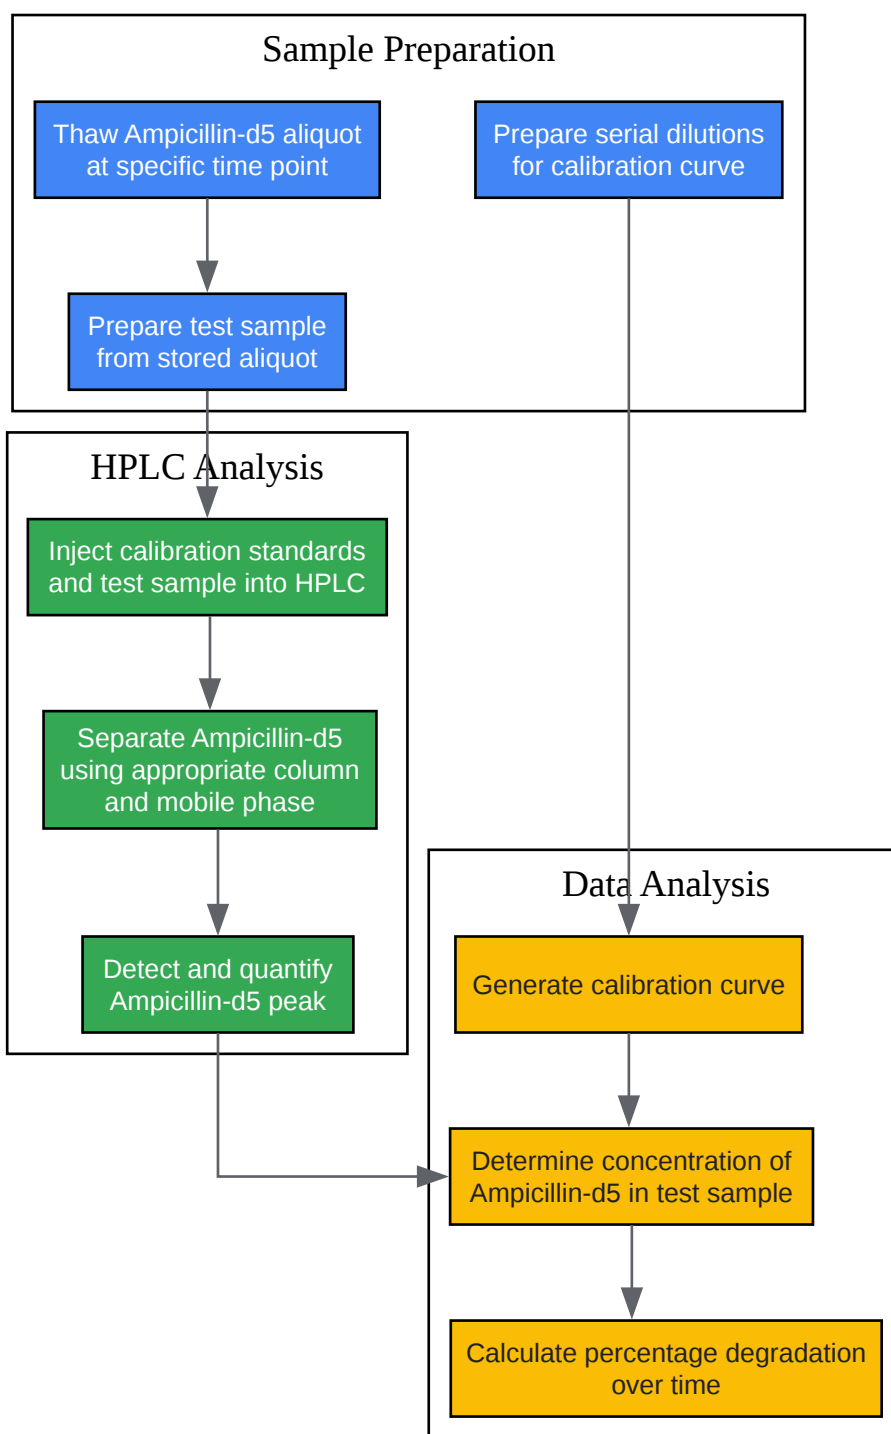 Sample Preparation
Thaw Ampicillin-d5 aliquot
at specific time point
Prepare serial dilutions
for calibration curve
Prepare test sample
from stored aliquot
HPLC Analysis
Inject calibration standards
and test sample into HPLC
Separate Ampicillin-d5
using appropriate column
and mobile phase
Detect and quantify
Ampicillin-d5 peak
Data Analysis
Generate calibration curve
Determine concentration of
Ampicillin-d5 in test sample
Calculate percentage degradation
over time